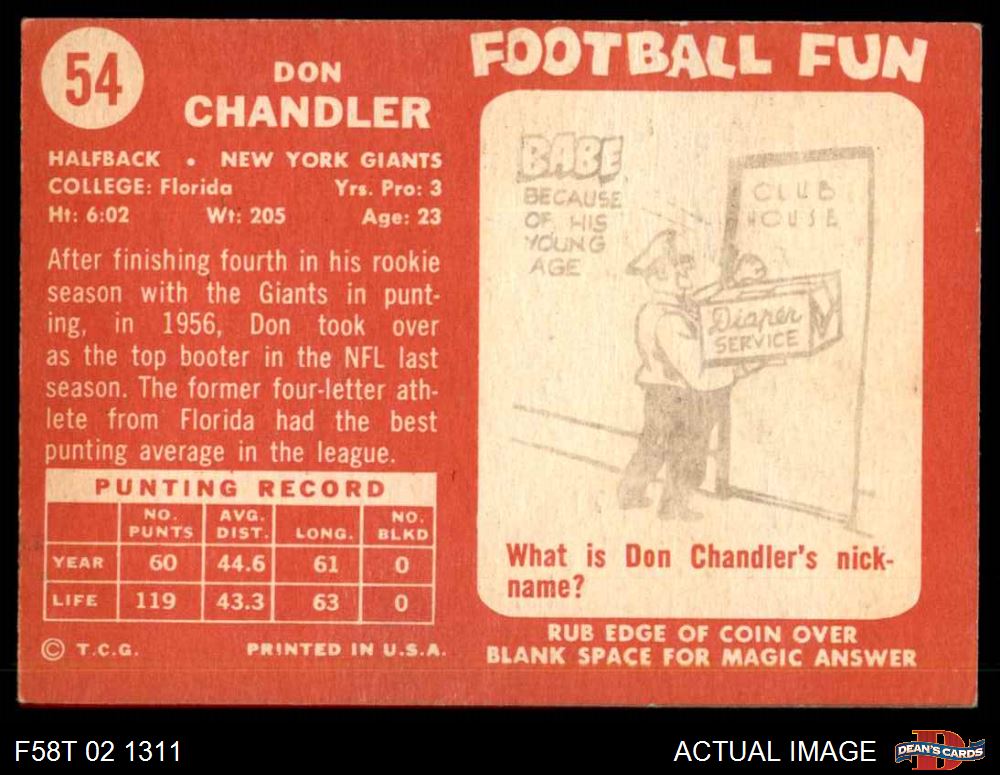 54
DON
CHANDLER
HALFBACK • NEW YORK GIANTS
COLLEGE: Florida Yrs. Pro: 3
Ht: 6:02 Wt: 205 Age: 23
After finishing fourth in his rookie
season with the Giants in punt-
ing, in 1956, Don took over
as the top booter in the NFL last
season. The former four-letter ath-
lete from Florida had the best
punting average in the league.
PUNTING RECORD
NO. PUNTS AVG. DIST. LONG. NO. BLKD
YEAR 60 44.6 61 0
LIFE 119 43.3 63 0
© T.C.G. PRINTED IN U.S.A.
FOOTBALL FUN
BABE
BECAUSE
OF HIS
YOUNG
AGE
CLUB
HOUSE
Diaper
SERVICE
What is Don Chandler's nick-
name?
RUB EDGE OF COIN OVER
BLANK SPACE FOR MAGIC ANSWER
F58T 02 1311
ACTUAL IMAGE
D
DEAN'S CARDS